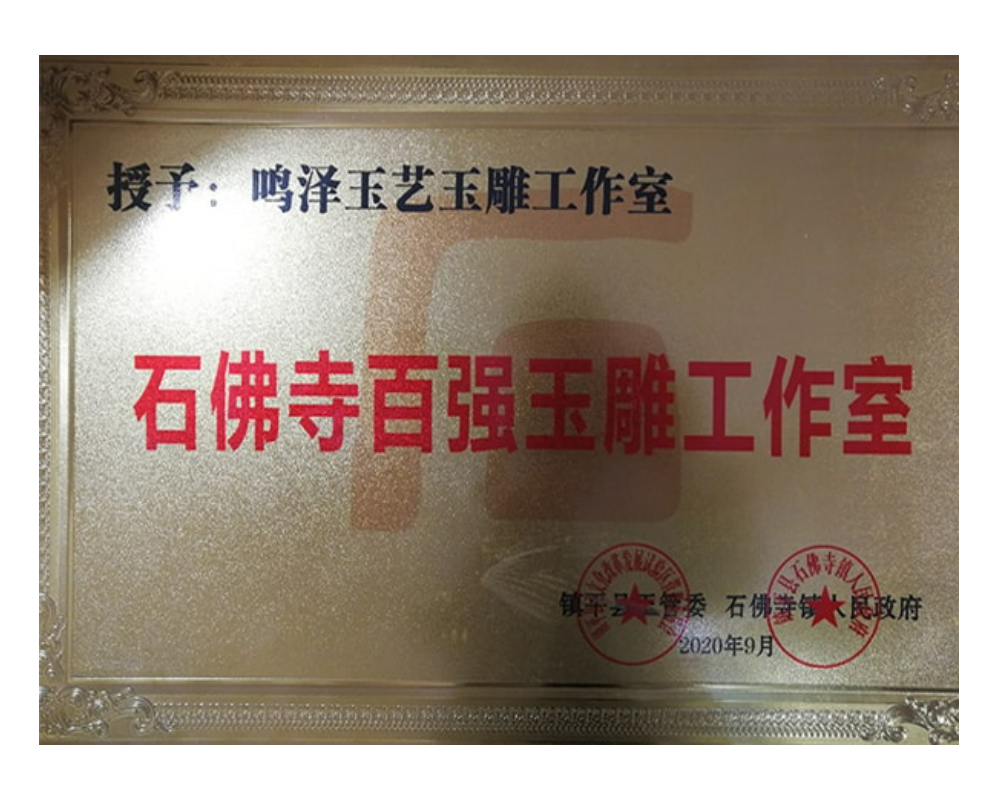 授予：鸣泽玉艺玉雕工作室
石佛寺百强玉雕工作室
镇平县玉管委 石佛寺镇人民政府
2020年9月